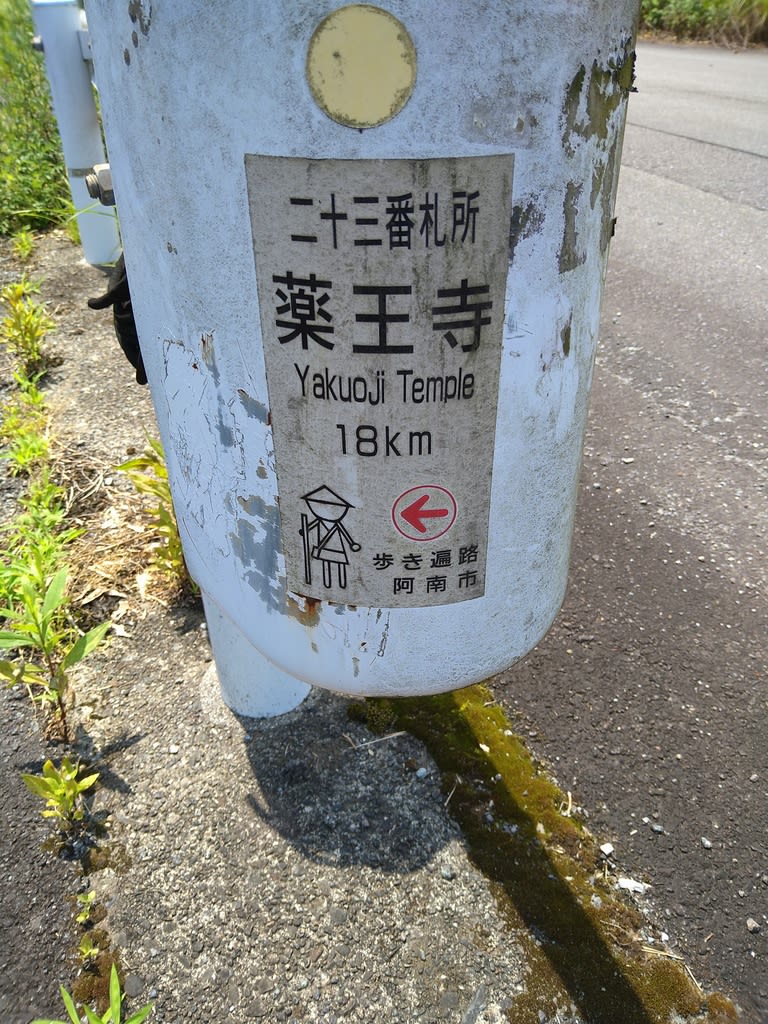 二十三番札所
薬王寺
Yakuoji Temple
18km
歩き遍路
阿南市